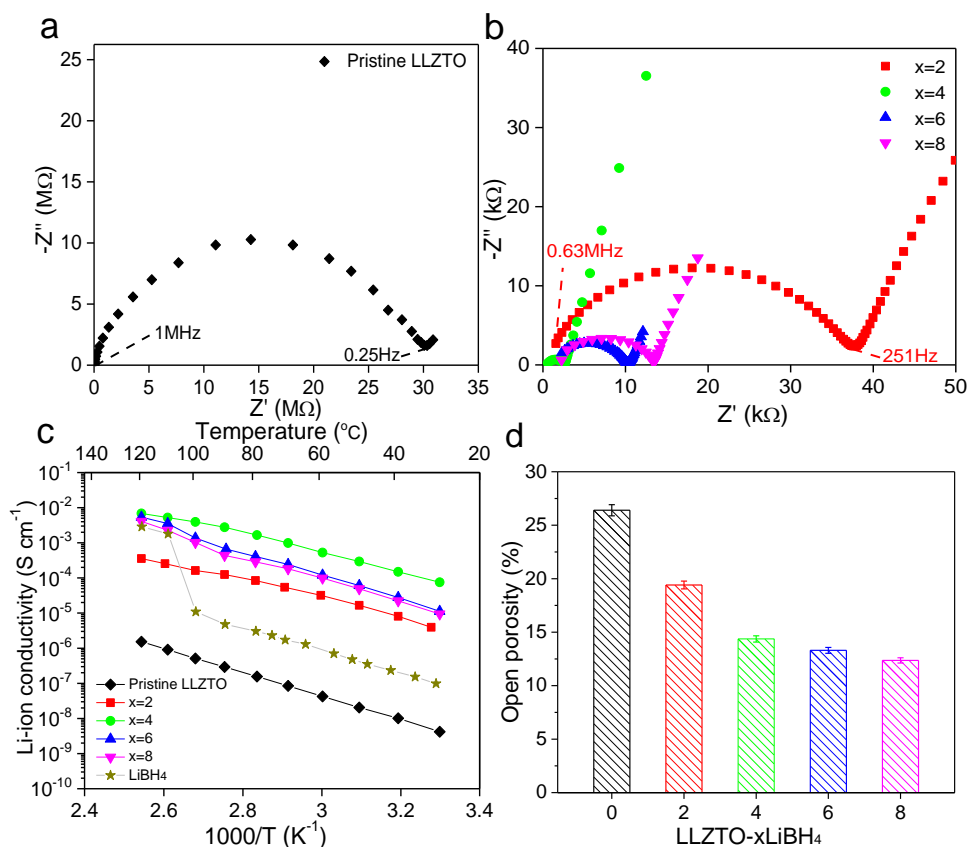 a
Pristine LLZTO
25
20
15
10
5
0
-Z'' (MΩ)
1MHz
0.25Hz
0 5 10 15 20 25 30 35
Z' (MΩ)
b
x=2
x=4
x=6
x=8
40
30
20
10
0
-Z'' (kΩ)
0.63MHz
251Hz
0 10 20 30 40 50
Z' (kΩ)
c
Temperature (°C)
140 120 100 80 60 40 20
10⁻¹
10⁻²
10⁻³
10⁻⁴
10⁻⁵
10⁻⁶
10⁻⁷
10⁻⁸
10⁻⁹
10⁻¹⁰
Li-ion conductivity (S cm⁻¹)
Pristine LLZTO
x=2
x=4
x=6
x=8
LiBH₄
2.4 2.6 2.8 3 3.2 3.4
1000/T (K⁻¹)
d
30
25
20
15
10
5
0
Open porosity (%)
0 2 4 6 8
LLZTO-xLiBH₄